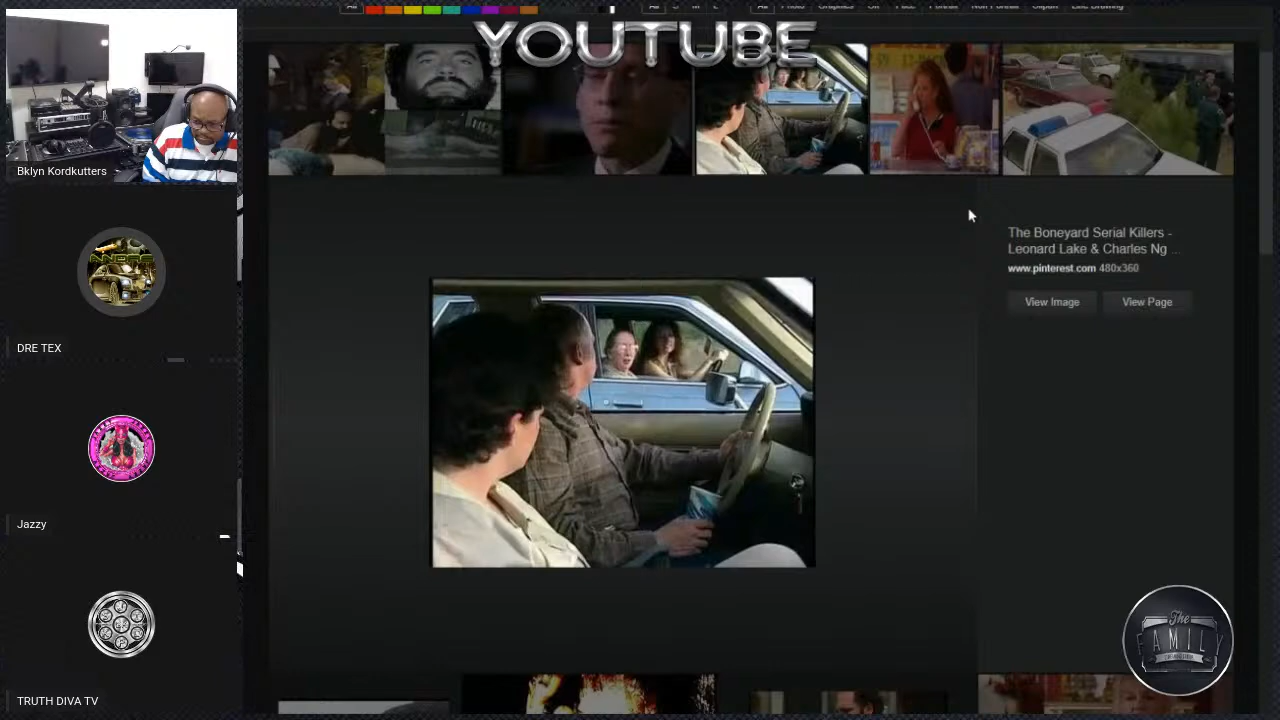 YOUTUBE
Bklyn Kordkutters
The Boneyard Serial Killers -
Leonard Lake & Charles Ng ...
www.pinterest.com 480x360
View Image View Page
DRE TEX
Jazzy
The
FAMILY
TRUTH DIVA TV